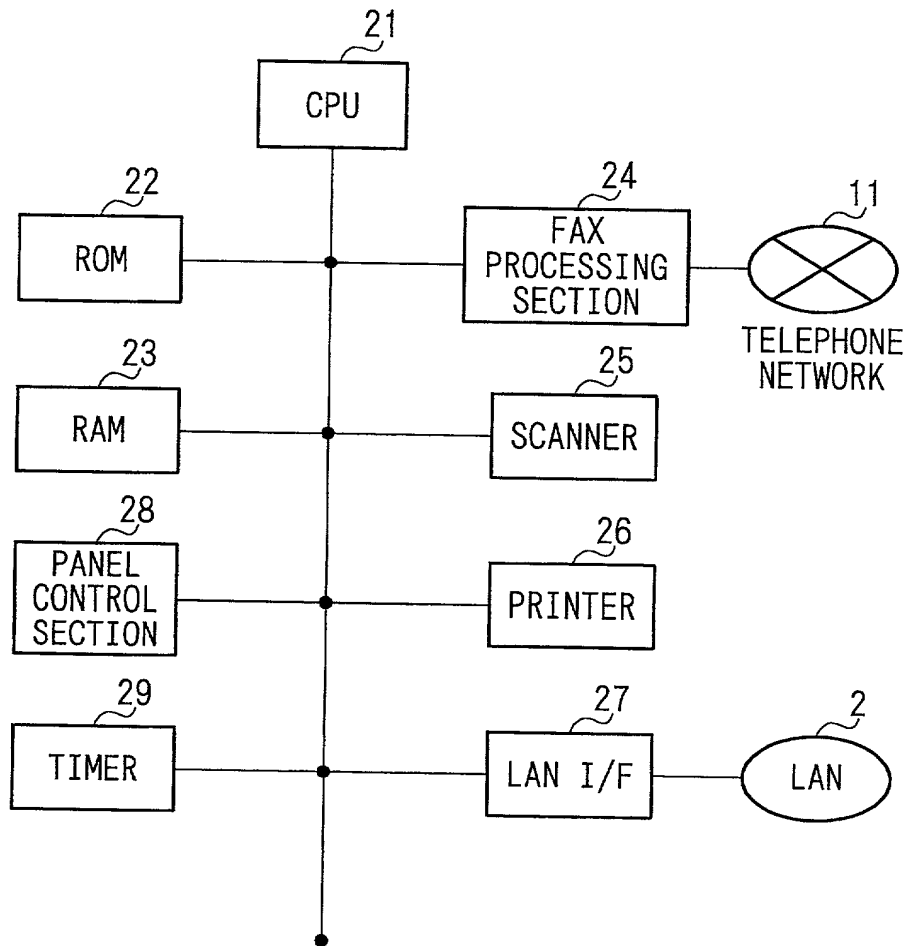 21
CPU
22
ROM
24
FAX
PROCESSING
SECTION
11
TELEPHONE
NETWORK
23
RAM
25
SCANNER
28
PANEL
CONTROL
SECTION
26
PRINTER
29
TIMER
27
LAN I/F
2
LAN